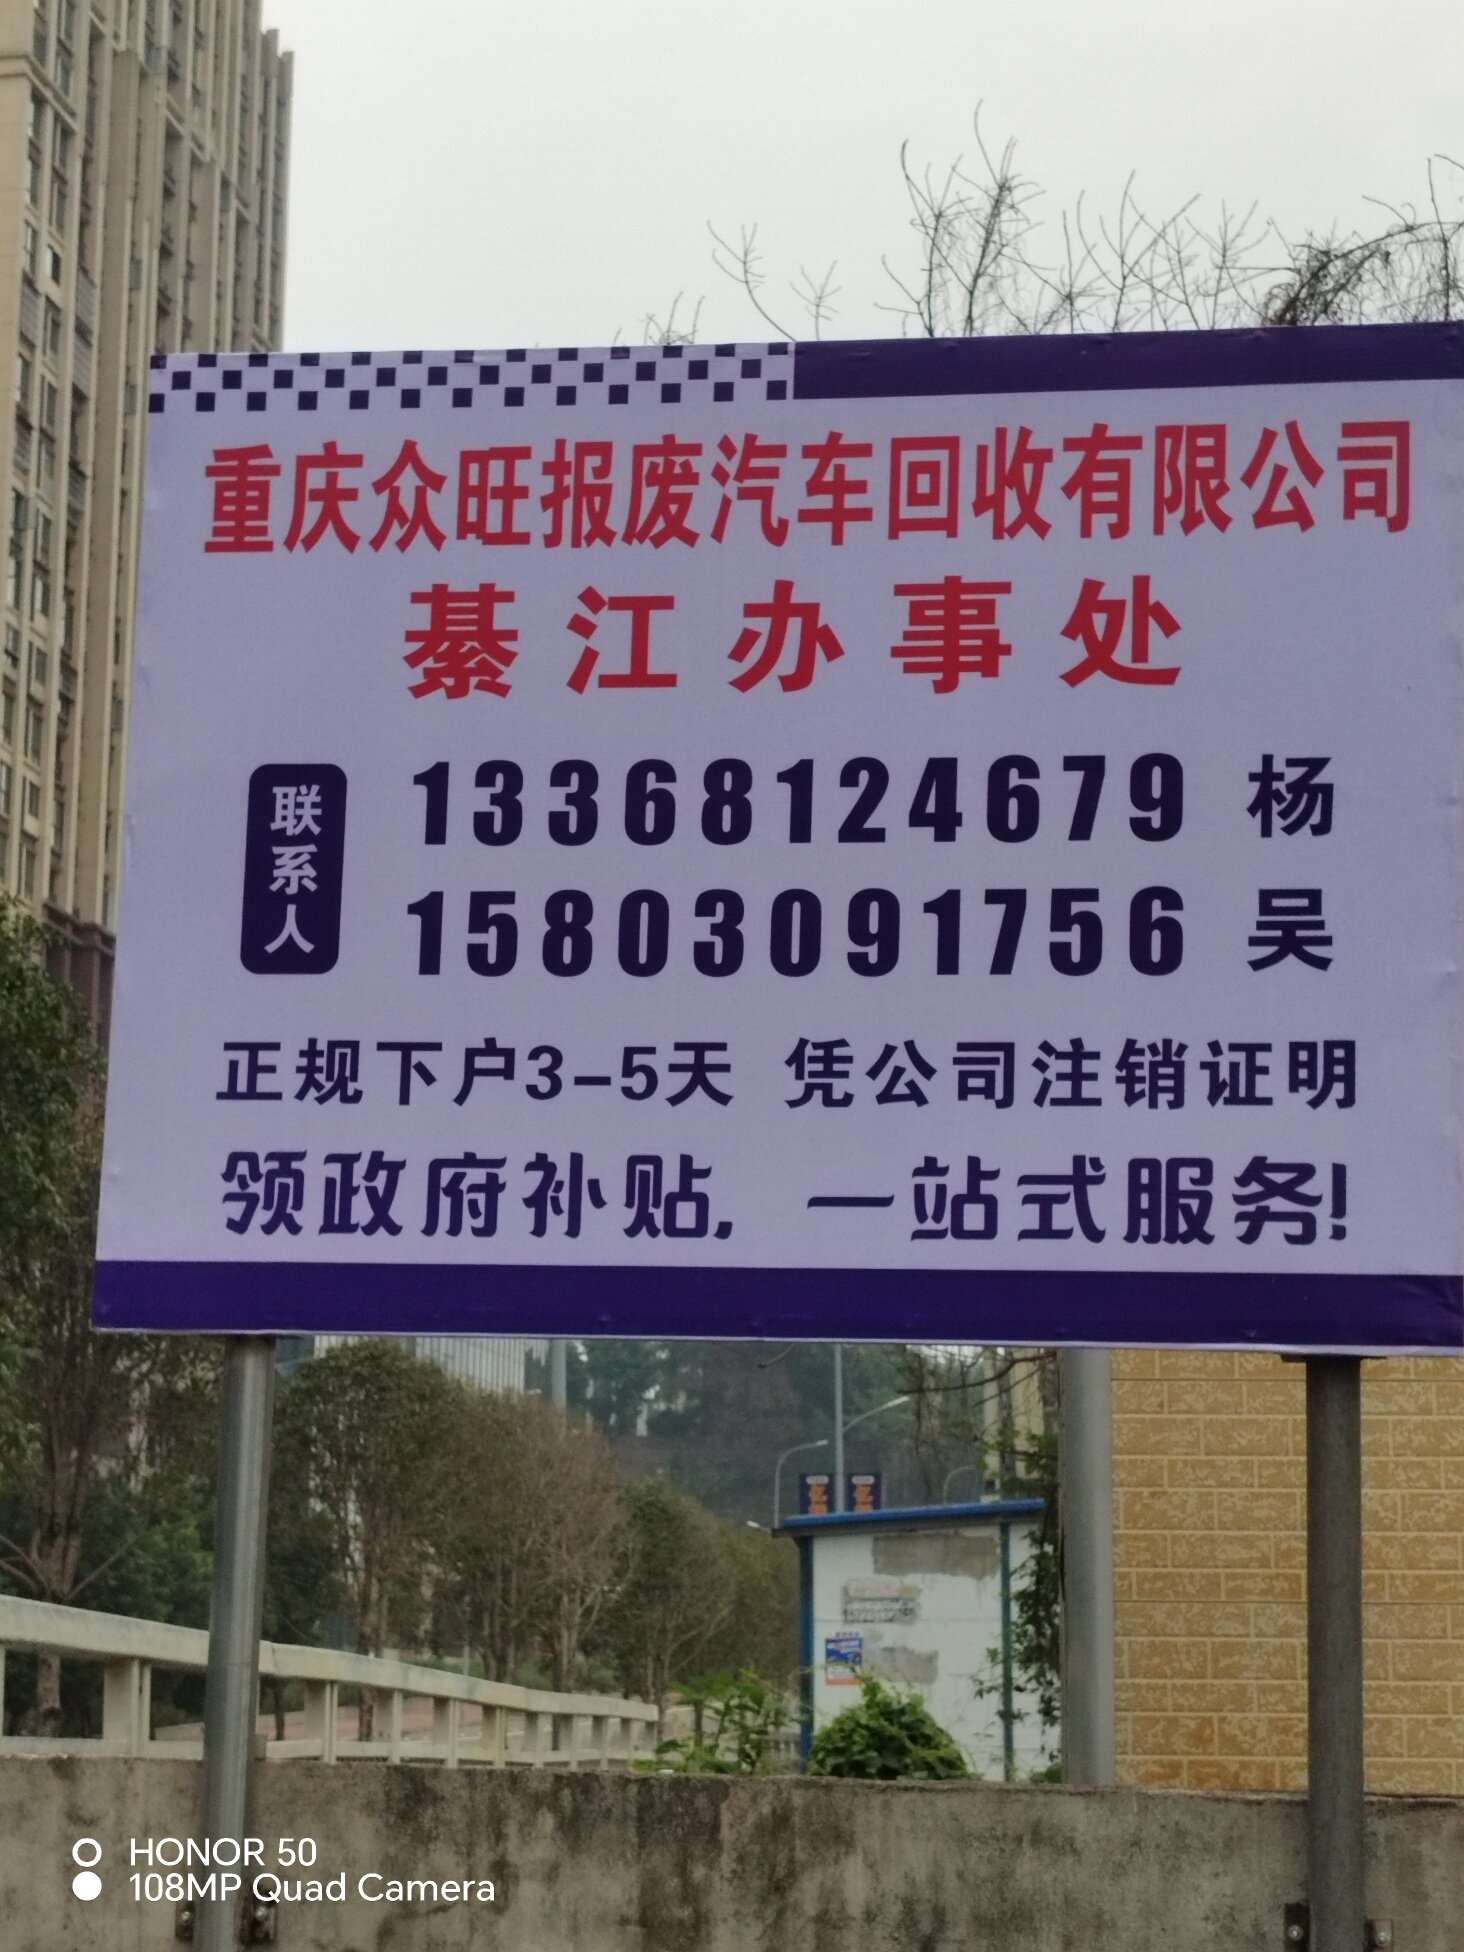 重庆众旺报废汽车回收有限公司
綦江办事处
联系人
13368124679 杨
15803091756 吴
正规下户3-5天 凭公司注销证明
领政府补贴, 一站式服务!
HONOR 50
108MP Quad Camera